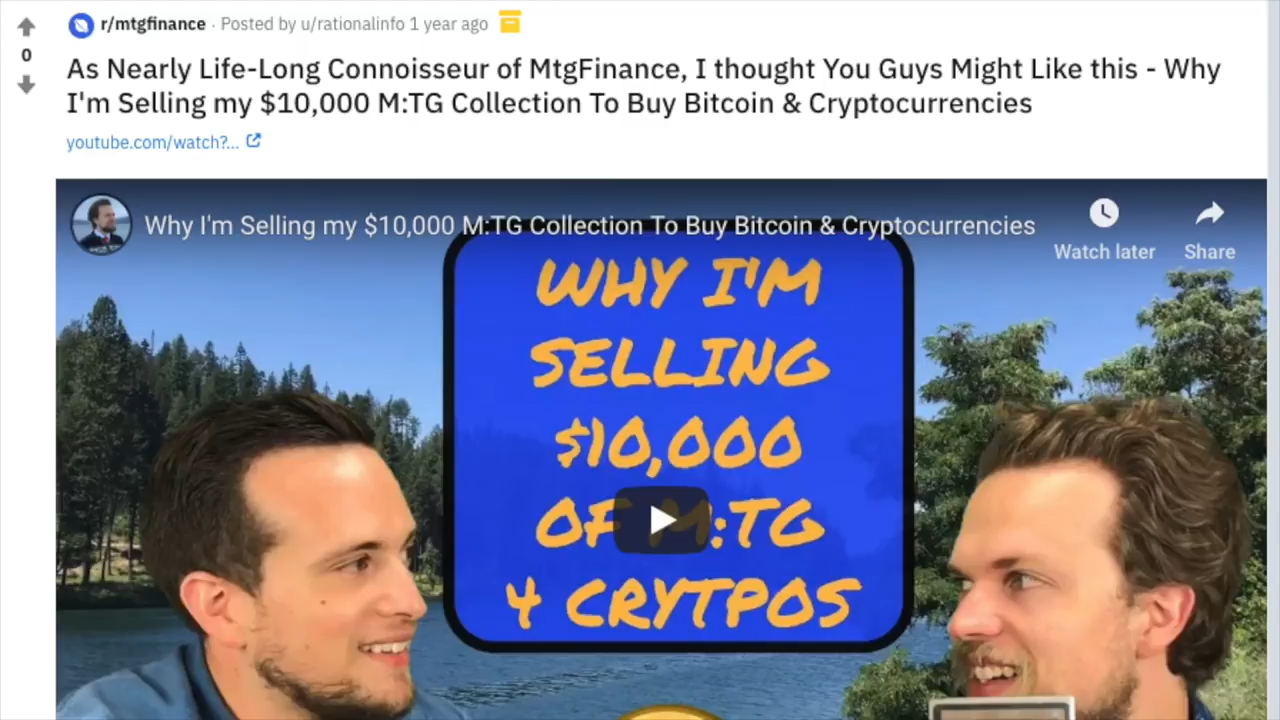 r/mtgfinance · Posted by u/rationalinfo 1 year ago
0
As Nearly Life-Long Connoisseur of MtgFinance, I thought You Guys Might Like this - Why
I'm Selling my $10,000 M:TG Collection To Buy Bitcoin & Cryptocurrencies
youtube.com/watch?...
Why I'm Selling my $10,000 M:TG Collection To Buy Bitcoin & Cryptocurrencies
Watch later
Share
WHY I'M
SELLING
$10,000
OF M:TG
4 CRYTPOS